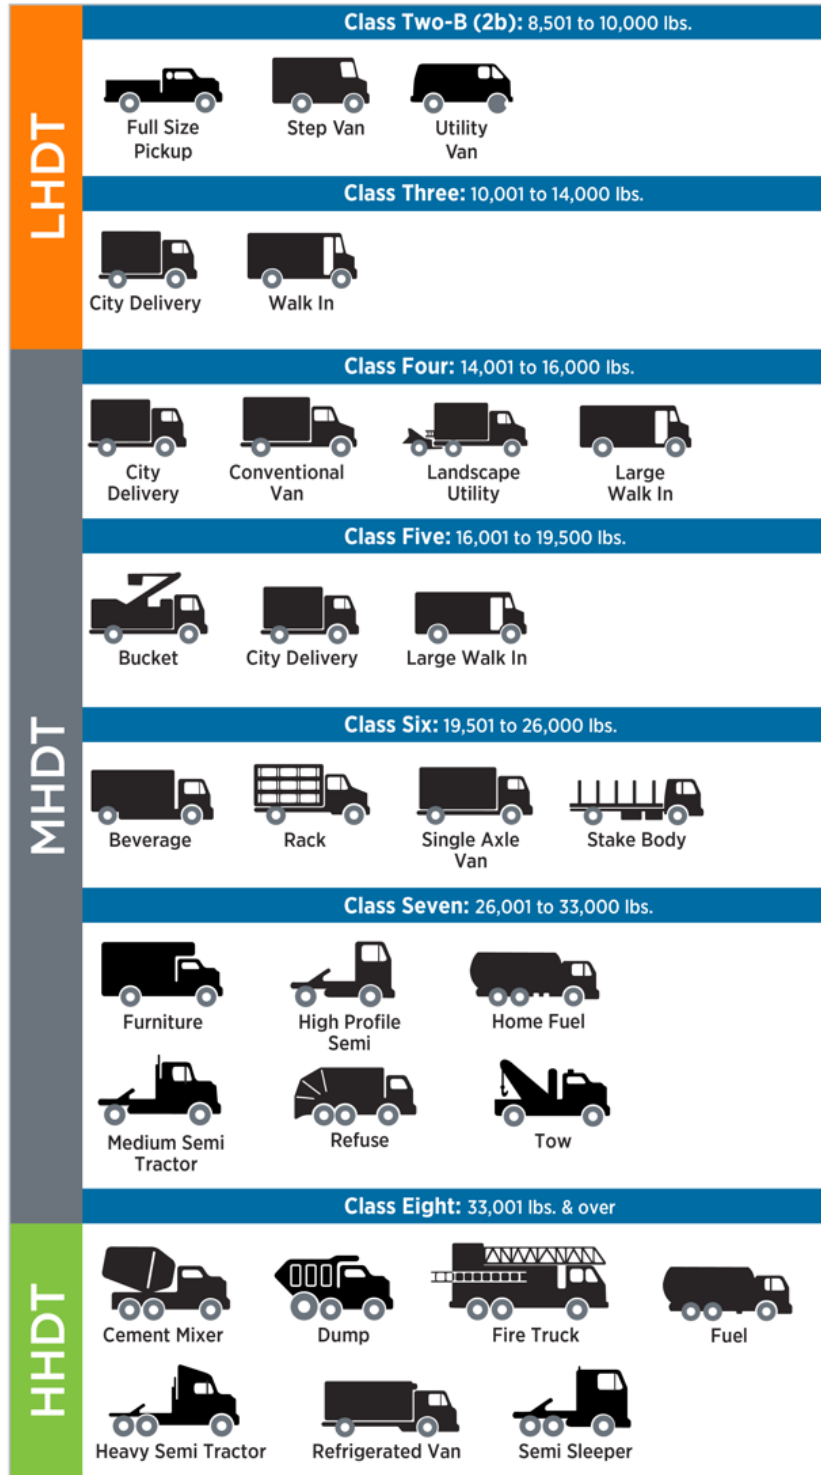 LHDT
Class Two-B (2b): 8,501 to 10,000 lbs.
Full Size
Pickup
Step Van
Utility
Van
Class Three: 10,001 to 14,000 lbs.
City Delivery
Walk In
MHDT
Class Four: 14,001 to 16,000 lbs.
City
Delivery
Conventional
Van
Landscape
Utility
Large
Walk In
Class Five: 16,001 to 19,500 lbs.
Bucket
City Delivery
Large Walk In
Class Six: 19,501 to 26,000 lbs.
Beverage
Rack
Single Axle
Van
Stake Body
Class Seven: 26,001 to 33,000 lbs.
Furniture
High Profile
Semi
Home Fuel
Medium Semi
Tractor
Refuse
Tow
HHDT
Class Eight: 33,001 lbs. & over
Cement Mixer
Dump
Fire Truck
Fuel
Heavy Semi Tractor
Refrigerated Van
Semi Sleeper